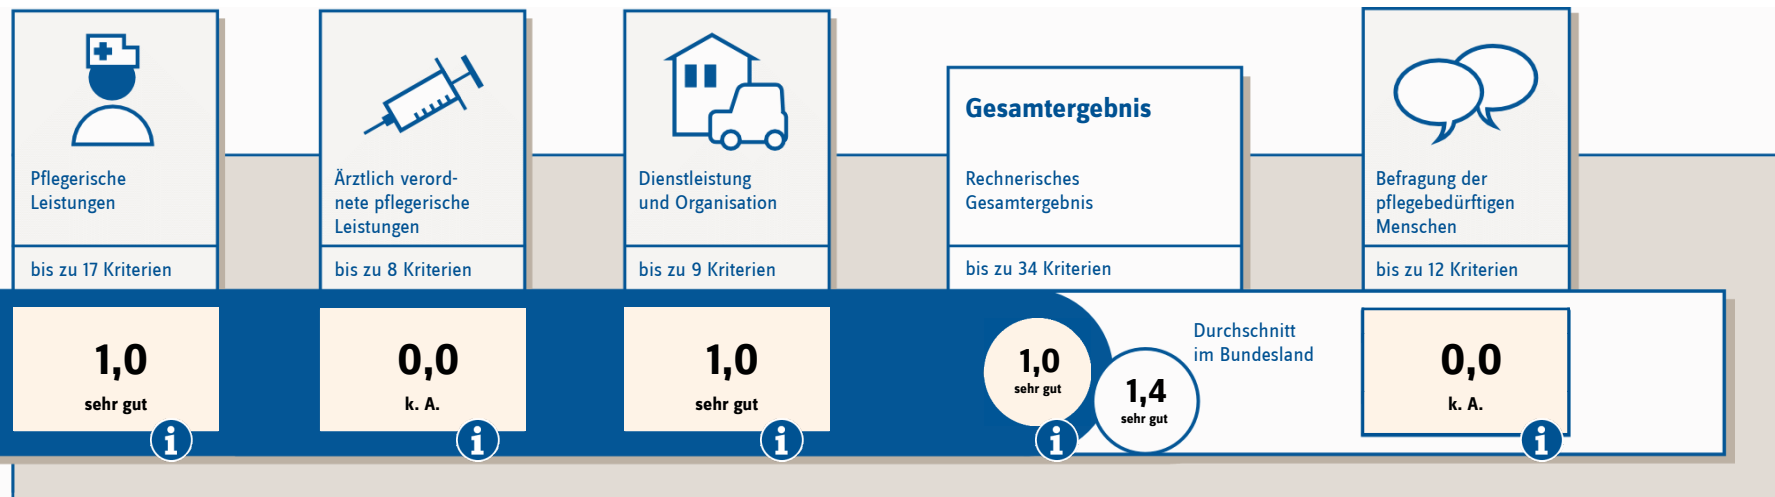 Pflegerische
Leistungen
bis zu 17 Kriterien
1,0
sehr gut
i
Ärztlich verord-
nete pflegerische
Leistungen
bis zu 8 Kriterien
0,0
k. A.
i
Dienstleistung
und Organisation
bis zu 9 Kriterien
1,0
sehr gut
i
Gesamtergebnis
Rechnerisches
Gesamtergebnis
bis zu 34 Kriterien
1,0
sehr gut
i
1,4
sehr gut
Durchschnitt
im Bundesland
Befragung der
pflegebedürftigen
Menschen
bis zu 12 Kriterien
0,0
k. A.
i